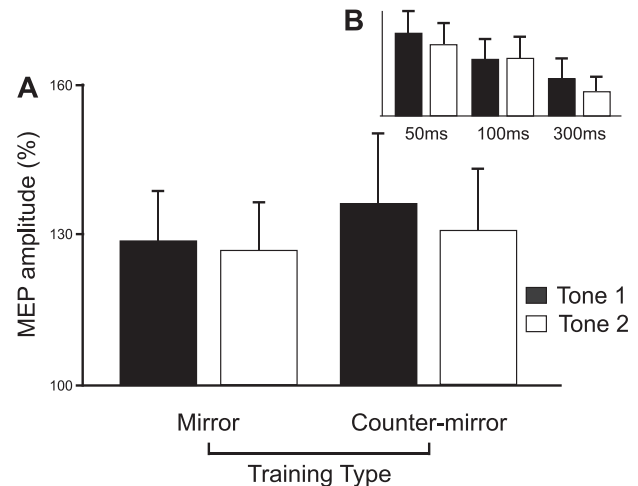 B
A
160
50ms 100ms 300ms
MEP amplitude (%)
130
Tone 1
Tone 2
100
Mirror Counter-mirror
Training Type